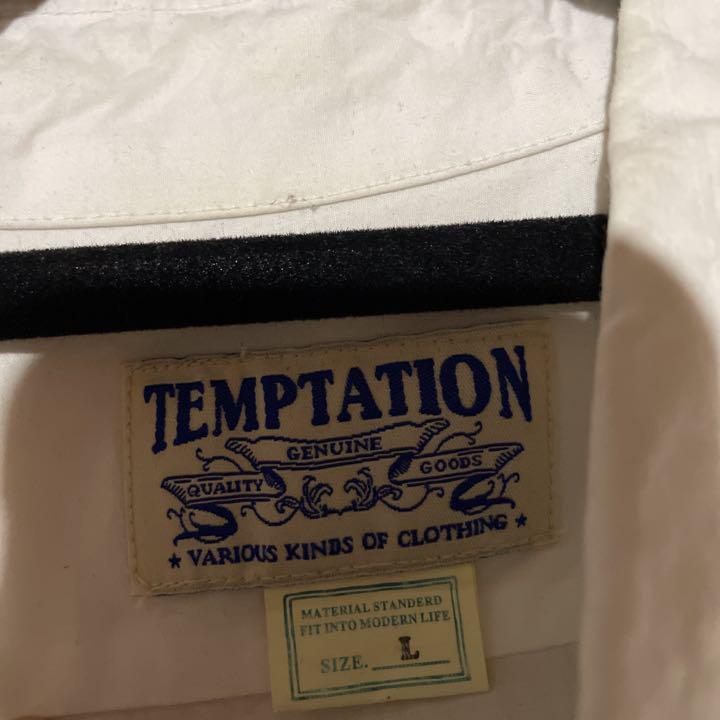 TEMPTATION
GENUINE
QUALITY GOODS
★ VARIOUS KINDS OF CLOTHING ★
MATERIAL STANDERD
FIT INTO MODERN LIFE
SIZE. L